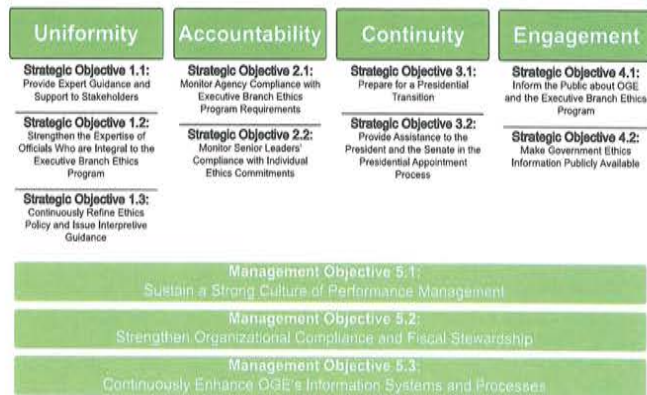 Uniformity
Strategic Objective 1.1:
Provide Expert Guidance and
Support to Stakeholders
Strategic Objective 1.2:
Strengthen the Expertise of
Officials Who are Integral to the
Executive Branch Ethics
Program
Strategic Objective 1.3:
Continuously Refine Ethics
Policy and Issue Interpretive
Guidance
Accountability
Strategic Objective 2.1:
Monitor Agency Compliance with
Executive Branch Ethics
Program Requirements
Strategic Objective 2.2:
Monitor Senior Leaders'
Compliance with Individual
Ethics Commitments
Continuity
Strategic Objective 3.1:
Prepare for a Presidential
Transition
Strategic Objective 3.2:
Provide Assistance to the
President and the Senate in the
Presidential Appointment
Process
Engagement
Strategic Objective 4.1:
Inform the Public about OGE
and the Executive Branch Ethics
Program
Strategic Objective 4.2:
Make Government Ethics
Information Publicly Available
Management Objective 5.1:
Sustain a Strong Culture of Performance Management
Management Objective 5.2:
Strengthen Organizational Compliance and Fiscal Stewardship
Management Objective 5.3:
Continuously Enhance OGE's Information Systems and Processes